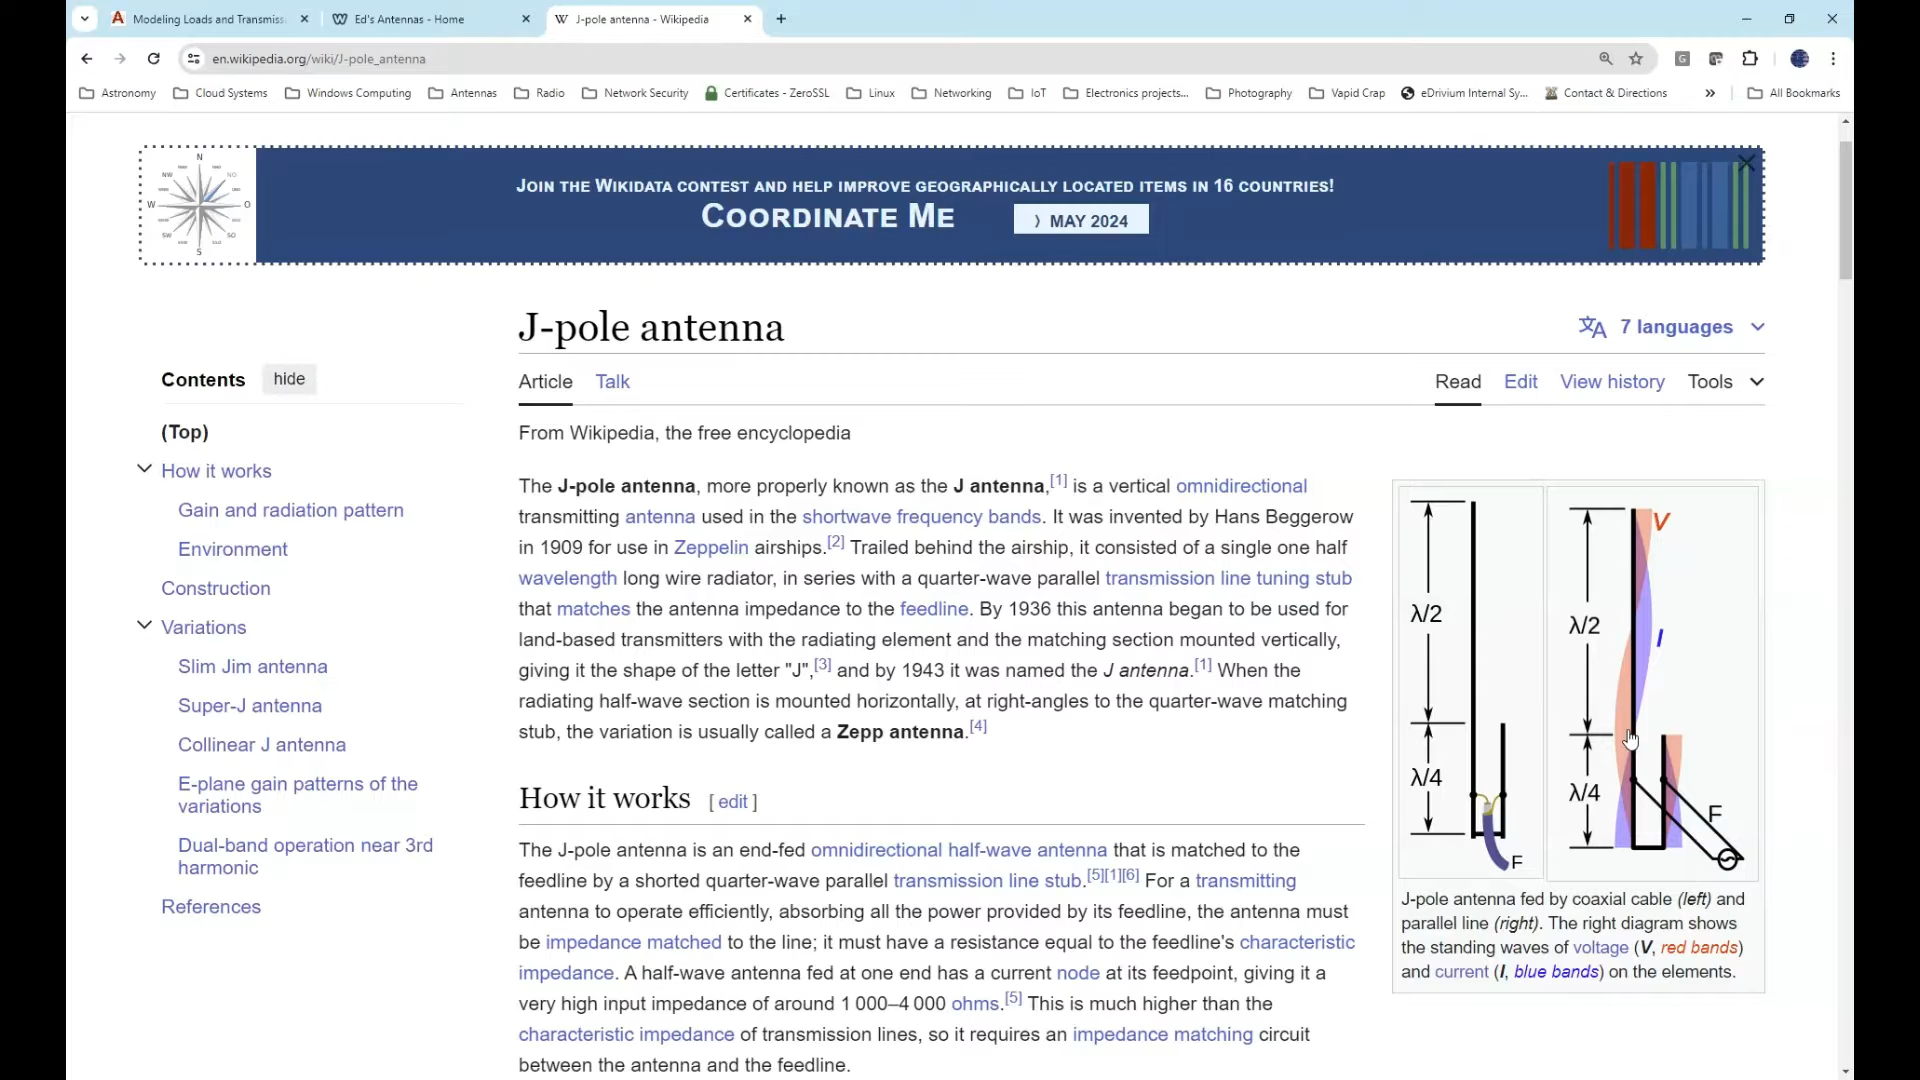 Modeling Loads and Transmiss
Ed's Antennas - Home
J-pole antenna - Wikipedia
en.wikipedia.org/wiki/J-pole_antenna
Astronomy
Cloud Systems
Windows Computing
Antennas
Radio
Network Security
Certificates - ZeroSSL
Linux
Networking
IoT
Electronics projects...
Photography
Vapid Crap
eDrivium Internal Sy...
Contact & Directions
»
All Bookmarks
N
NW
NO
W
O
SW
SO
S
Join the Wikidata contest and help improve geographically located items in 16 countries!
Coordinate Me
⟩ MAY 2024
J-pole antenna
7 languages
Contents
hide
Article
Talk
Read
Edit
View history
Tools
(Top)
How it works
Gain and radiation pattern
Environment
Construction
Variations
Slim Jim antenna
Super-J antenna
Collinear J antenna
E-plane gain patterns of the
variations
Dual-band operation near 3rd
harmonic
References
From Wikipedia, the free encyclopedia
The J-pole antenna, more properly known as the J antenna,[1] is a vertical omnidirectional
transmitting antenna used in the shortwave frequency bands. It was invented by Hans Beggerow
in 1909 for use in Zeppelin airships.[2] Trailed behind the airship, it consisted of a single one half
wavelength long wire radiator, in series with a quarter-wave parallel transmission line tuning stub
that matches the antenna impedance to the feedline. By 1936 this antenna began to be used for
land-based transmitters with the radiating element and the matching section mounted vertically,
giving it the shape of the letter "J",[3] and by 1943 it was named the J antenna.[1] When the
radiating half-wave section is mounted horizontally, at right-angles to the quarter-wave matching
stub, the variation is usually called a Zepp antenna.[4]
How it works [ edit ]
The J-pole antenna is an end-fed omnidirectional half-wave antenna that is matched to the
feedline by a shorted quarter-wave parallel transmission line stub.[5][1][6] For a transmitting
antenna to operate efficiently, absorbing all the power provided by its feedline, the antenna must
be impedance matched to the line; it must have a resistance equal to the feedline's characteristic
impedance. A half-wave antenna fed at one end has a current node at its feedpoint, giving it a
very high input impedance of around 1 000–4 000 ohms.[5] This is much higher than the
characteristic impedance of transmission lines, so it requires an impedance matching circuit
between the antenna and the feedline.
λ/2
λ/4
F
V
λ/2
I
λ/4
F
J-pole antenna fed by coaxial cable (left) and
parallel line (right). The right diagram shows
the standing waves of voltage (V, red bands)
and current (I, blue bands) on the elements.